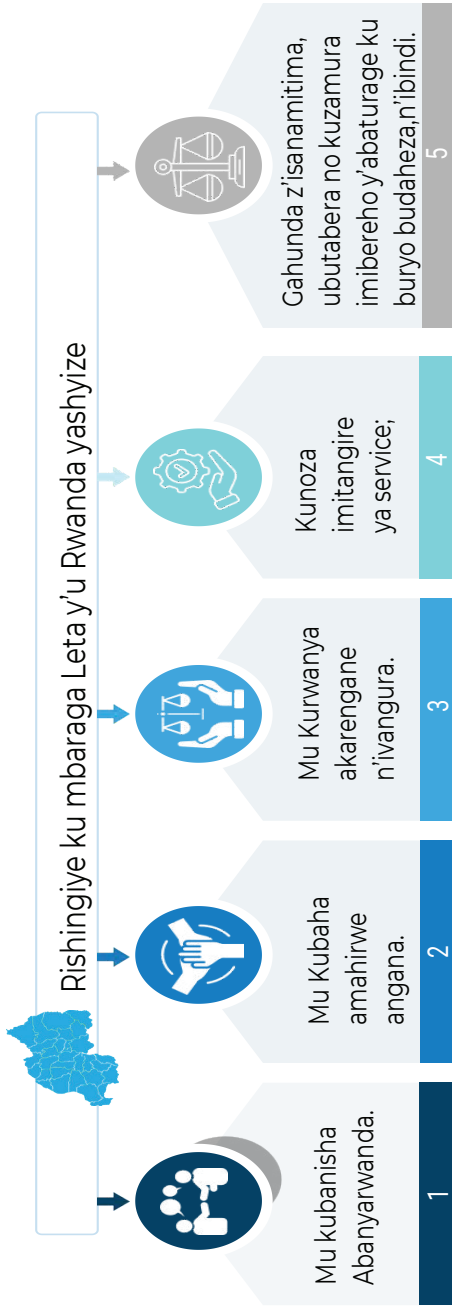 Rishingiye ku mbaraga Leta y'u Rwanda yashyize
Mu kubanisha
Abanyarwanda.
1
Mu Kubaha
amahirwe
angana.
2
Mu Kurwanya
akarengane
n'ivangura.
3
Kunoza
imitangire
ya service;
4
Gahunda z'isanamitima,
ubutabera no kuzamura
imibereho y'abaturage ku
buryo budaheza,n'ibindi.
5